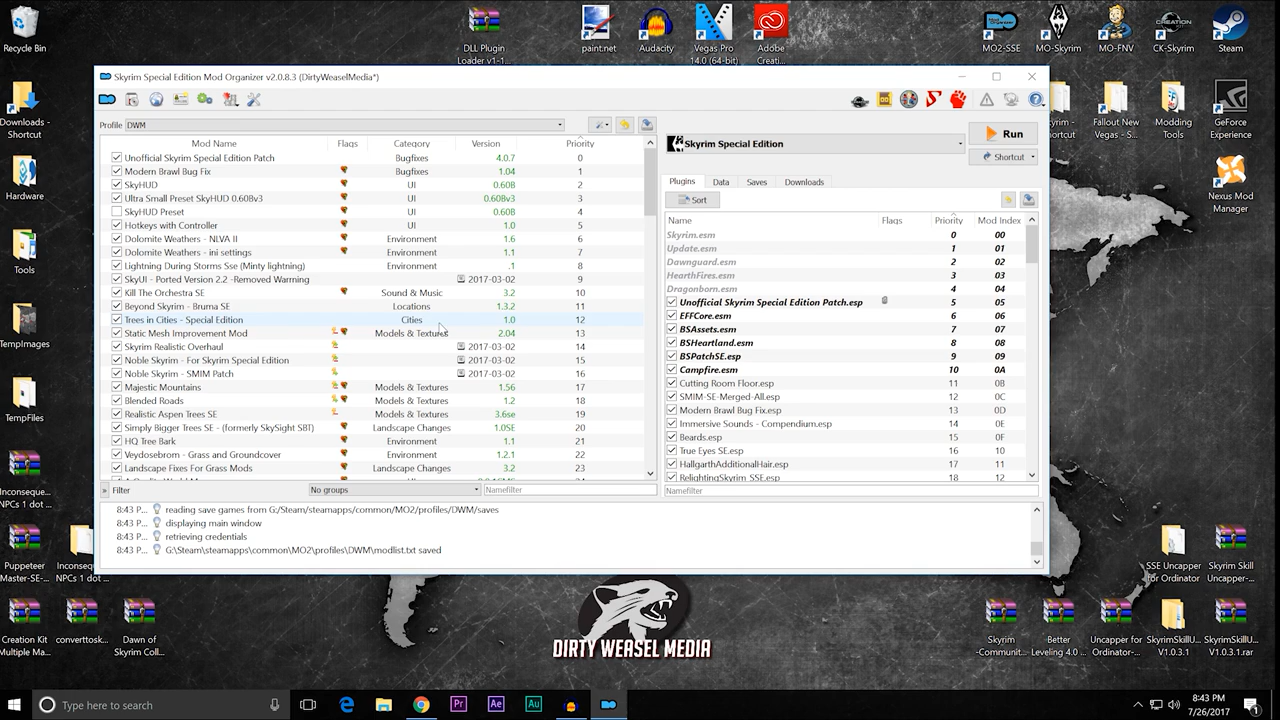 Recycle Bin
DLL Plugin
Loader v1-1...
paint.net
Audacity
Vegas Pro
14.0 (64-bit)
Adobe
Creati...
MO2-SSE
MO-Skyrim
MO-FNV
CK-Skyrim
Steam
Skyrim Special Edition Mod Organizer v2.0.8.3 (DirtyWeaselMedia*)
Profile DWM
Mod Name Flags Category Version Priority
Unofficial Skyrim Special Edition Patch Bugfixes 4.0.7 0
Modern Brawl Bug Fix Bugfixes 1.04 1
SkyHUD UI 0.60B 2
Ultra Small Preset SkyHUD 0.60Bv3 UI 0.60Bv3 3
SkyHUD Preset UI 0.60B 4
Hotkeys with Controller UI 1.0 5
Dolomite Weathers - NLVA II Environment 1.6 6
Dolomite Weathers - ini settings Environment 1.1 7
Lightning During Storms Sse (Minty lightning) Environment .1 8
SkyUI - Ported Version 2.2 -Removed Warning 2017-03-02 9
Kill The Orchestra SE Sound & Music 3.2 10
Beyond Skyrim - Bruma SE Locations 1.3.2 11
Trees in Cities - Special Edition Cities 1.0 12
Static Mesh Improvement Mod Models & Textures 2.04 13
Skyrim Realistic Overhaul 2017-03-02 14
Noble Skyrim - For Skyrim Special Edition 2017-03-02 15
Noble Skyrim - SMIM Patch 2017-03-02 16
Majestic Mountains Models & Textures 1.56 17
Blended Roads Models & Textures 1.2 18
Realistic Aspen Trees SE Models & Textures 3.6se 19
Simply Bigger Trees SE - (formerly SkySight SBT) Landscape Changes 1.0SE 20
HQ Tree Bark Environment 1.1 21
Veydosebrom - Grass and Groundcover Environment 1.2.1 22
Landscape Fixes For Grass Mods Landscape Changes 3.2 23
Filter No groups Namefilter
Skyrim Special Edition
Run
Shortcut
Plugins Data Saves Downloads
Sort
Name Flags Priority Mod Index
Skyrim.esm 0 00
Update.esm 1 01
Dawnguard.esm 2 02
HearthFires.esm 3 03
Dragonborn.esm 4 04
Unofficial Skyrim Special Edition Patch.esp 5 05
EFFCore.esm 6 06
BSAssets.esm 7 07
BSHeartland.esm 8 08
BSPatchSE.esp 9 09
Campfire.esm 10 0A
Cutting Room Floor.esp 11 0B
SMIM-SE-Merged-All.esp 12 0C
Modern Brawl Bug Fix.esp 13 0D
Immersive Sounds - Compendium.esp 14 0E
Beards.esp 15 0F
True Eyes SE.esp 16 10
HallgarthAdditionalHair.esp 17 11
RelightingSkyrim_SSE.esp 18 12
Namefilter
8:43 P... reading save games from G:/Steam/steamapps/common/MO2/profiles/DWM/saves
8:43 P... displaying main window
8:43 P... retrieving credentials
8:43 P... G:\Steam\steamapps\common\MO2\profiles\DWM\modlist.txt saved
Downloads -
Shortcut
Hardware
Tools
TempImages
TempFiles
Inconseque...
NPCs 1 dot ...
Inconseq
NPCs 1 do
Puppeteer
Master-SE-...
Creation Kit
Multiple Ma...
converttosk...
Dawn of
Skyrim Coll...
Fallout New
Vegas - S...
Modding
Tools
GeForce
Experience
Nexus Mod
Manager
SSE Uncapper
for Ordinator
Skyrim Skill
Uncapper-...
Skyrim
-Communit...
Better
Leveling 4.0 ...
Uncapper for
Ordinator-...
SkyrimSkillU...
V1.0.3.1
SkyrimSkillU...
V1.0.3.1.rar
DIRTY WEASEL MEDIA
Type here to search
Pr
Ae
Au
8:43 PM
7/26/2017